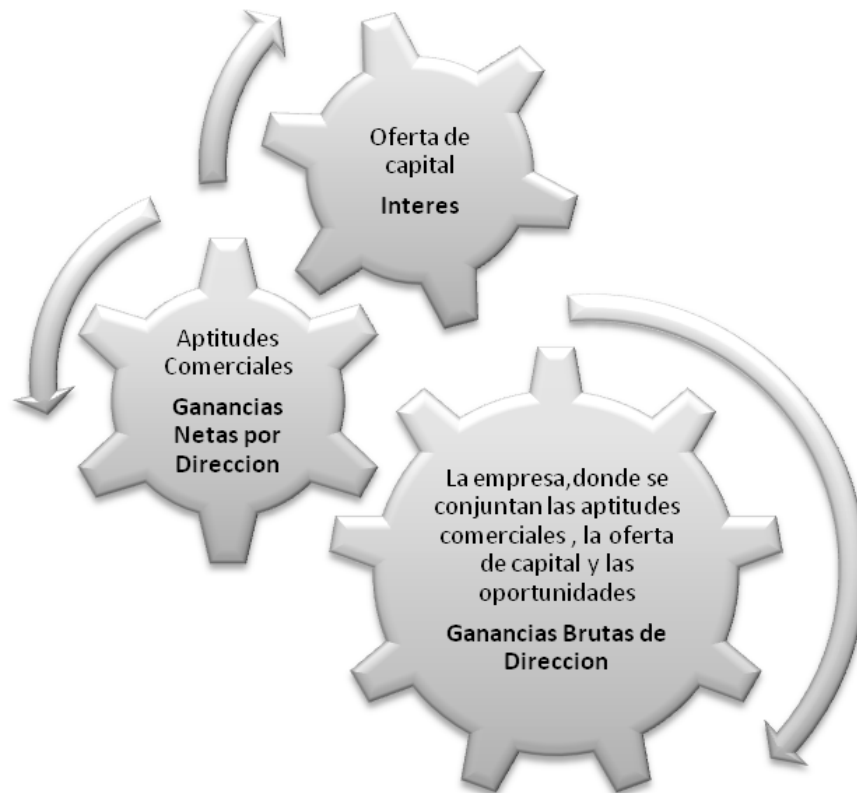 Oferta de
capital
Interes
Aptitudes
Comerciales
Ganancias
Netas por
Direccion
La empresa,donde se
conjuntan las aptitudes
comerciales , la oferta
de capital y las
oportunidades
Ganancias Brutas de
Direccion